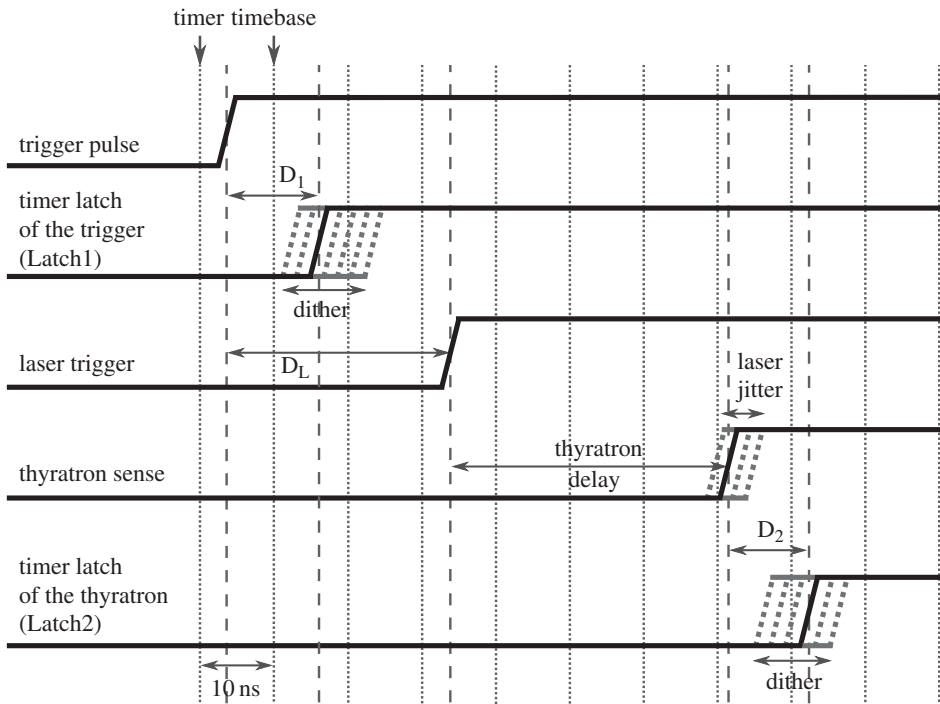 timer timebase
trigger pulse
D1
timer latch
of the trigger
(Latch1)
dither
laser trigger
DL
laser
jitter
thyratron sense
thyratron
delay
D2
timer latch
of the thyratron
(Latch2)
10 ns
dither